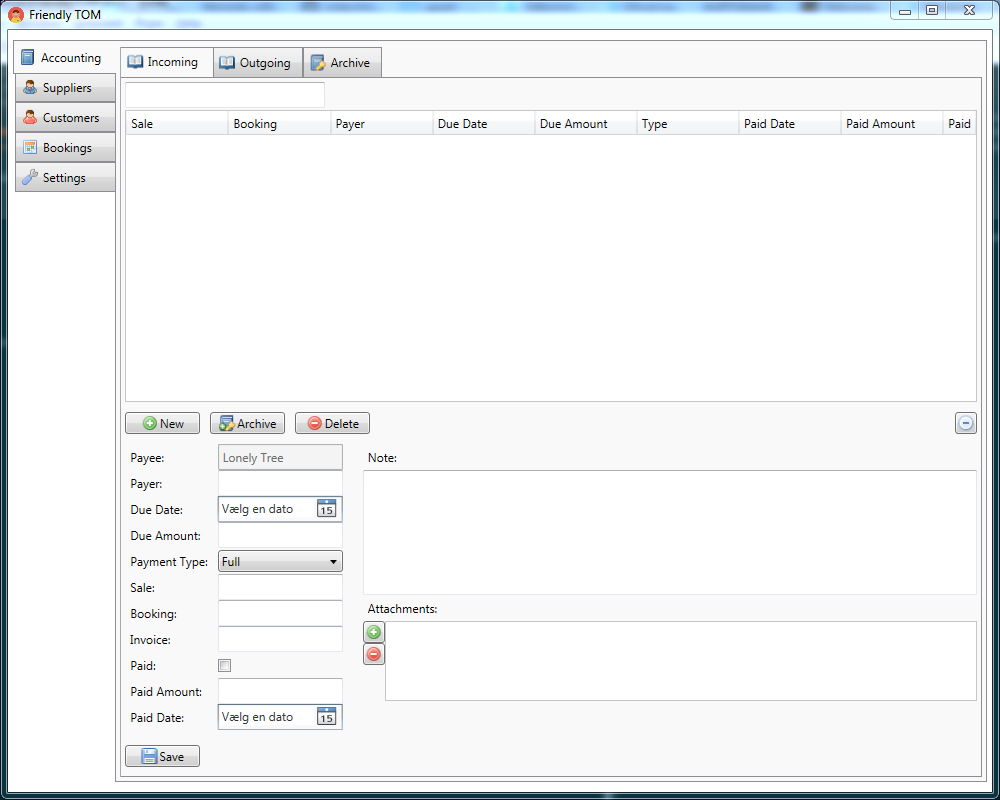 Friendly TOM
Accounting
Suppliers
Customers
Bookings
Settings
Incoming Outgoing Archive
Sale Booking Payer Due Date Due Amount Type Paid Date Paid Amount Paid
New Archive Delete
Payee: Lonely Tree
Payer:
Due Date: Vælg en dato 15
Due Amount:
Payment Type: Full
Sale:
Booking:
Invoice:
Paid:
Paid Amount:
Paid Date: Vælg en dato 15
Save
Note:
Attachments: